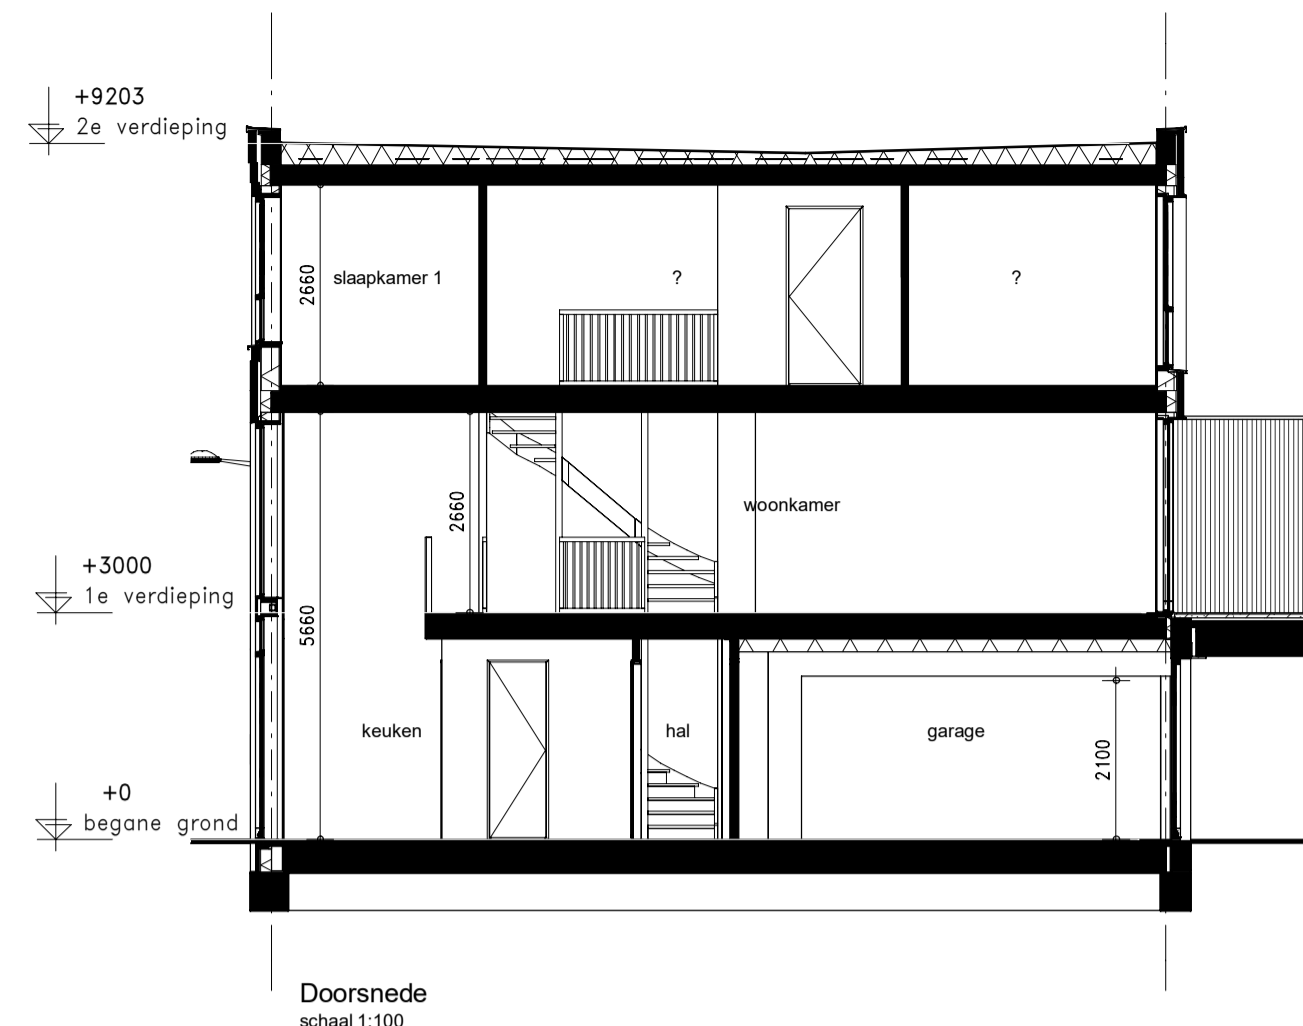 +9203
2e verdieping
2660
slaapkamer 1
?
?
2660
woonkamer
+3000
1e verdieping
5660
keuken
hal
garage
2100
+0
begane grond
Doorsnede
schaal 1:100